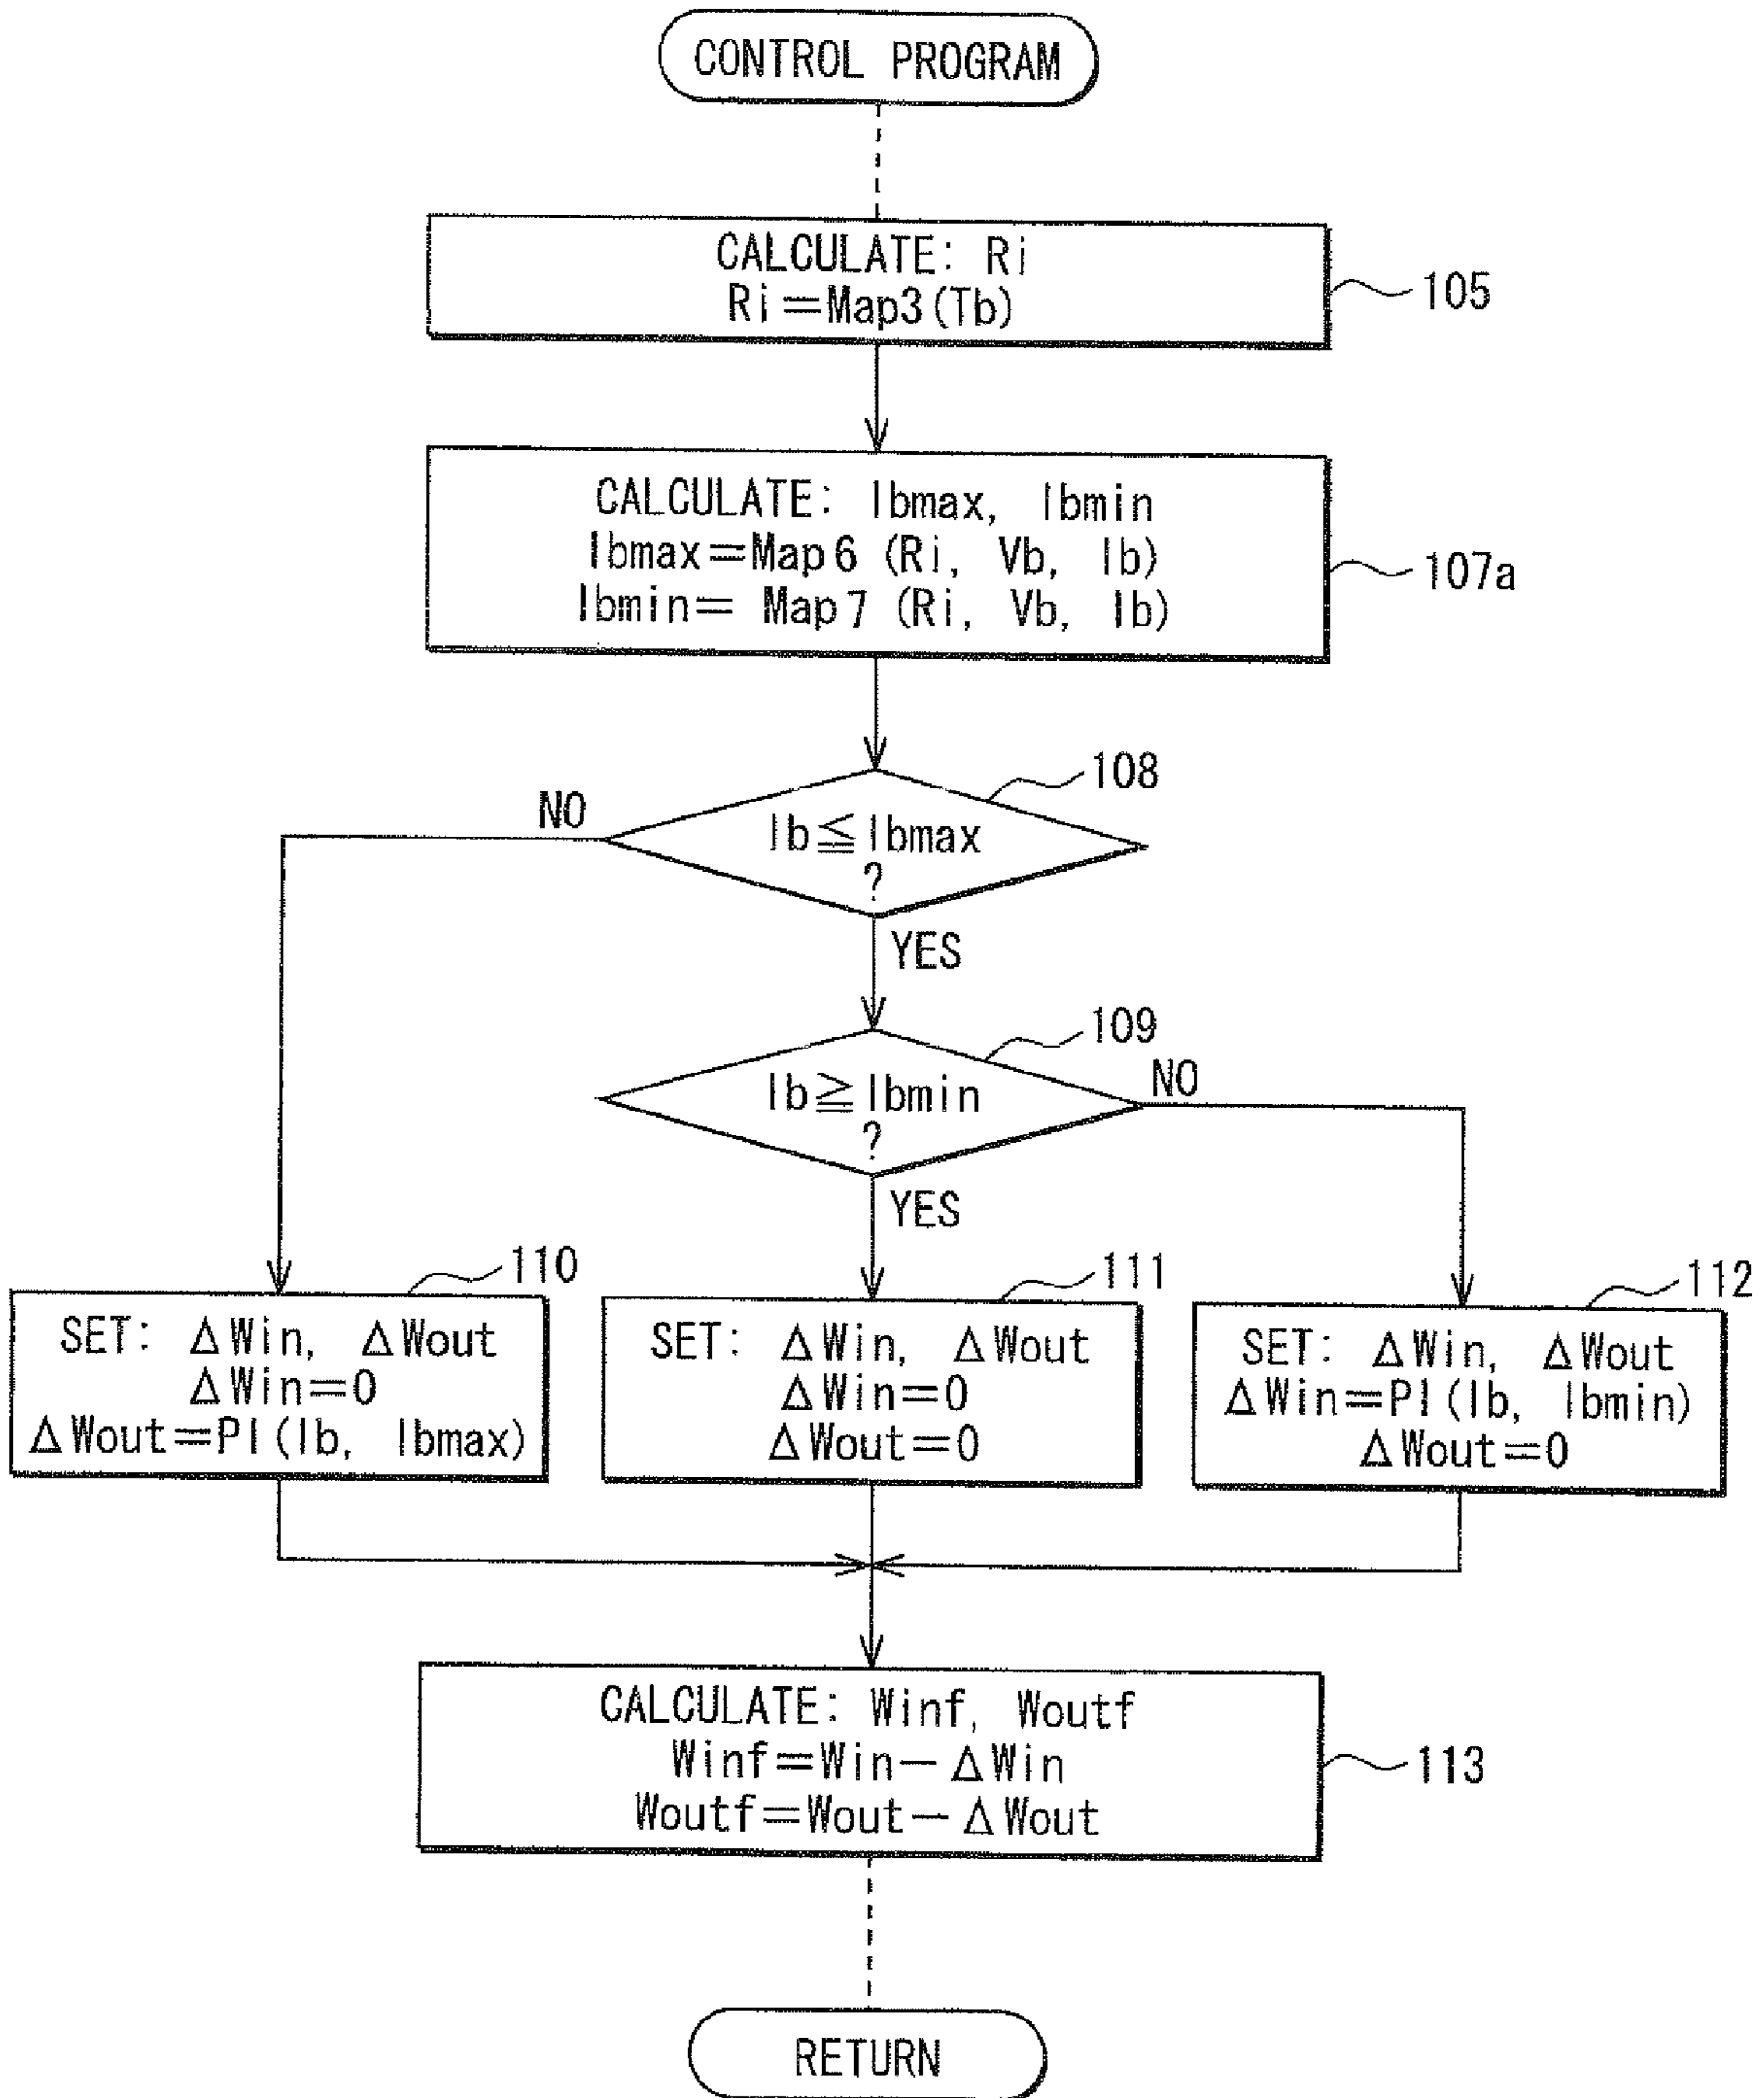 CONTROL PROGRAM
CALCULATE: Ri
Ri=Map3(Tb)
105
CALCULATE: Ibmax, Ibmin
Ibmax=Map6 (Ri, Vb, Ib)
Ibmin= Map7 (Ri, Vb, Ib)
107a
108
NO
Ib≦Ibmax
?
YES
109
NO
Ib≧Ibmin
?
YES
110
SET: ΔWin, ΔWout
ΔWin=0
ΔWout=PI(Ib, Ibmax)
111
SET: ΔWin, ΔWout
ΔWin=0
ΔWout=0
112
SET: ΔWin, ΔWout
ΔWin=PI(Ib, Ibmin)
ΔWout=0
CALCULATE: Winf, Woutf
Winf=Win-ΔWin
Woutf=Wout-ΔWout
113
RETURN